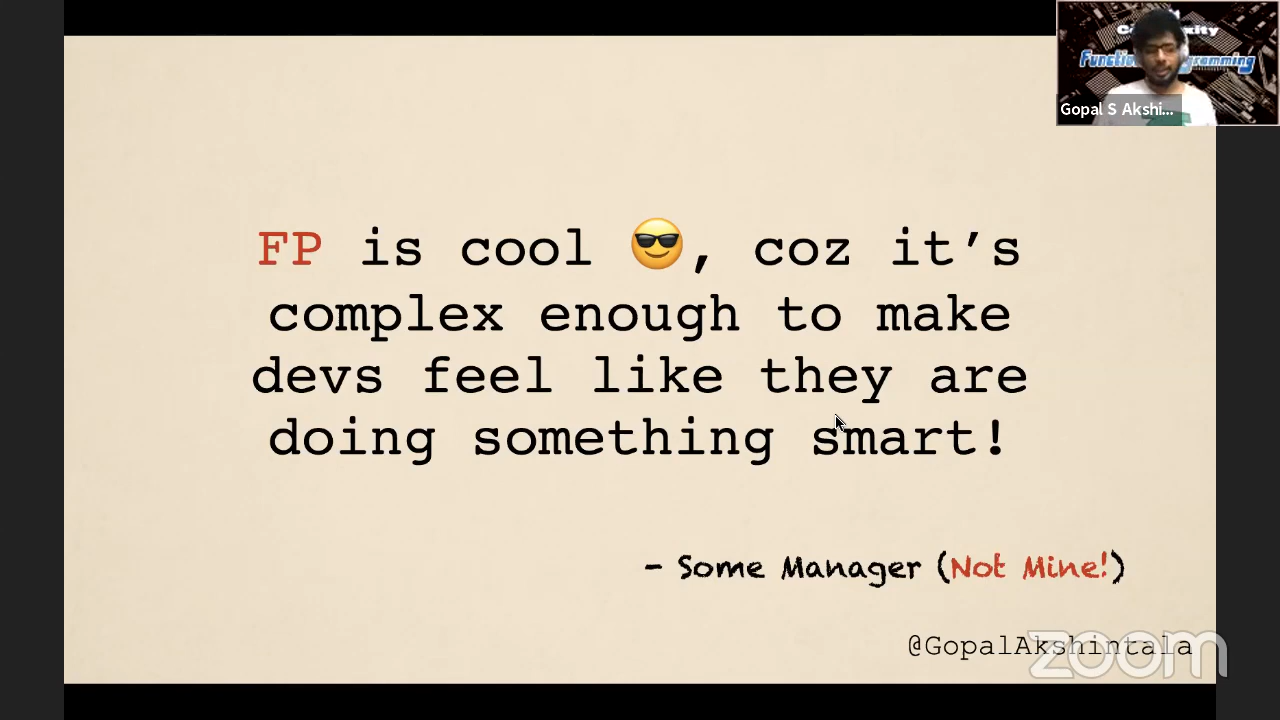 Gopal S Akshi...
FP is cool 😎, coz it’s
complex enough to make
devs feel like they are
doing something smart!
- Some Manager (Not Mine!)
@GopalAkshintala
zoom